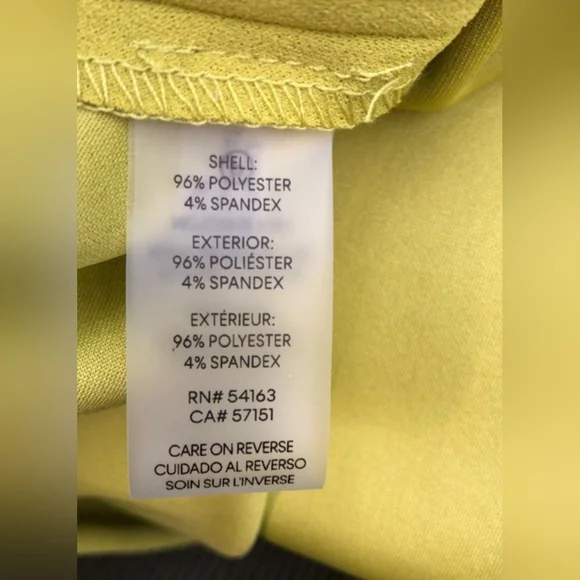 SHELL:
96% POLYESTER
4% SPANDEX
EXTERIOR:
96% POLIÉSTER
4% SPANDEX
EXTÉRIEUR:
96% POLYESTER
4% SPANDEX
RN# 54163
CA# 57151
CARE ON REVERSE
CUIDADO AL REVERSO
SOIN SUR L'INVERSE